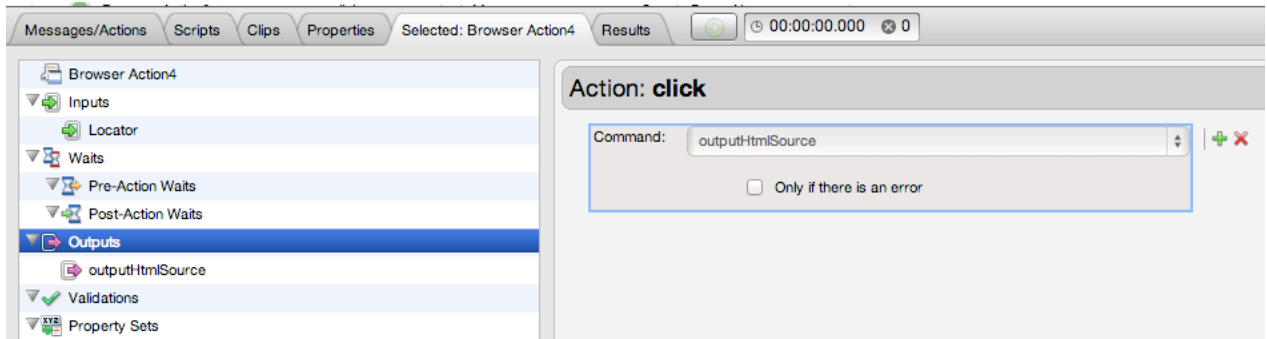 Messages/Actions Scripts Clips Properties Selected: Browser Action4 Results 00:00:00.000 0
Browser Action4
Inputs
Locator
Waits
Pre-Action Waits
Post-Action Waits
Outputs
outputHtmlSource
Validations
XYZ Property Sets
Action: click
Command: outputHtmlSource
Only if there is an error